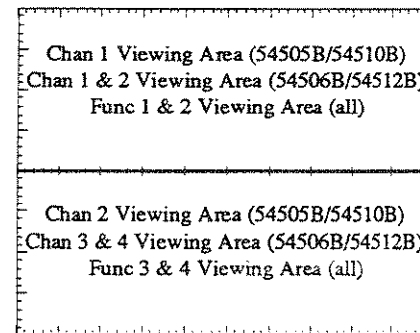 Chan 1 Viewing Area (54505B/54510B)
Chan 1 & 2 Viewing Area (54506B/54512B)
Func 1 & 2 Viewing Area (all)
Chan 2 Viewing Area (54505B/54510B)
Chan 3 & 4 Viewing Area (54506B/54512B)
Func 3 & 4 Viewing Area (all)